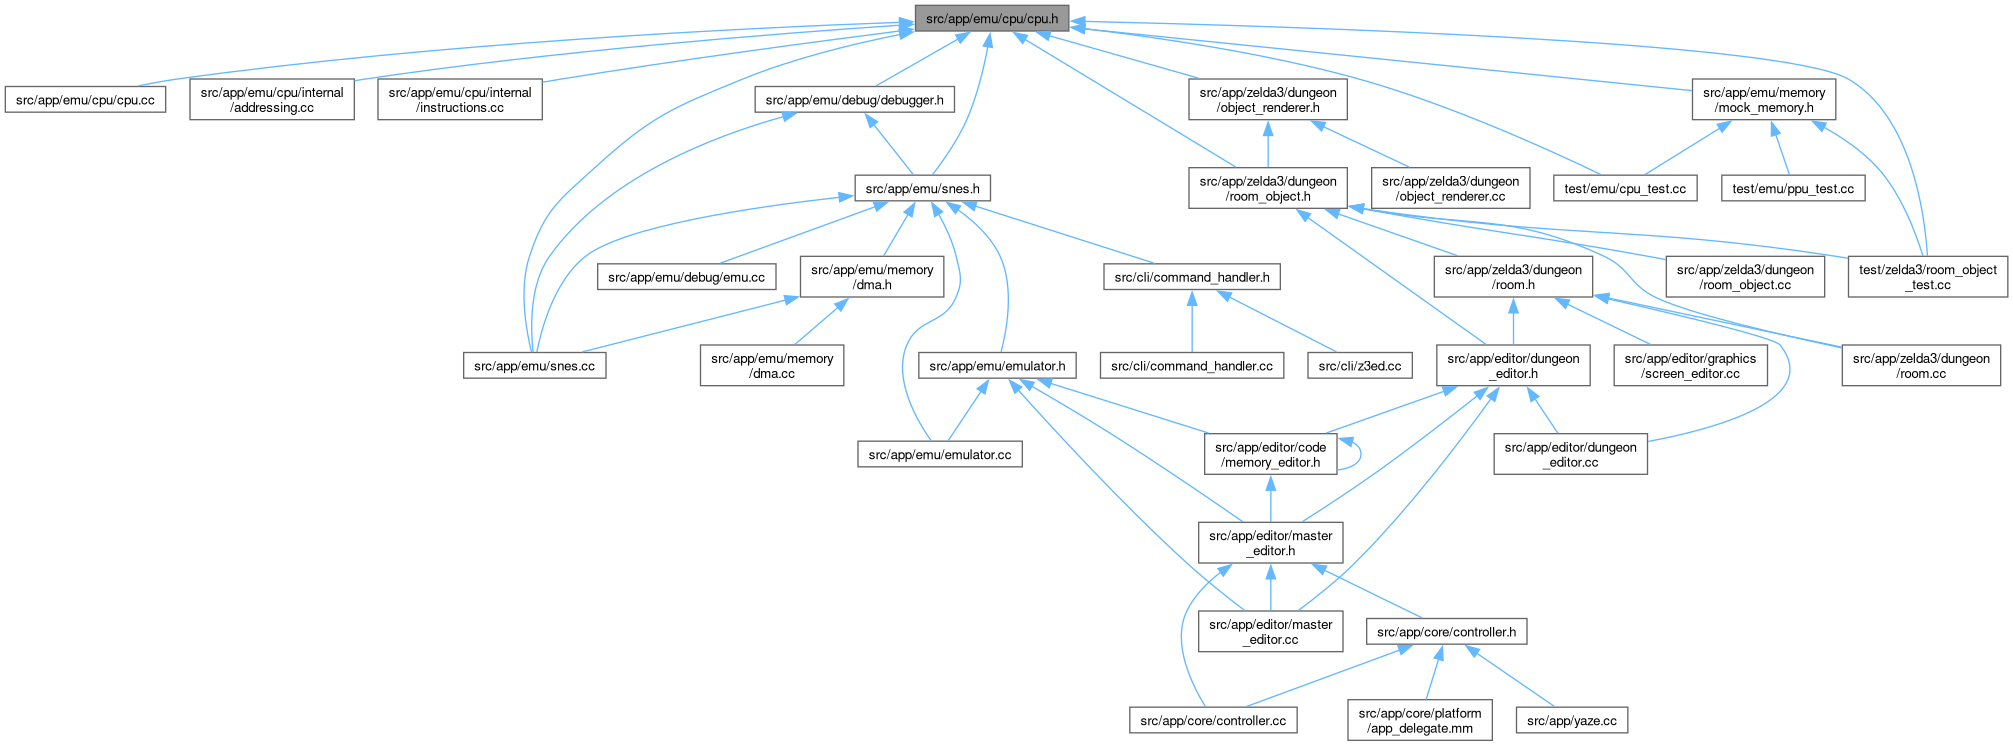 src/app/emu/cpu/cpu.h
src/app/emu/cpu/cpu.cc
src/app/emu/cpu/internal
/addressing.cc
src/app/emu/cpu/internal
/instructions.cc
src/app/emu/debug/debugger.h
src/app/zelda3/dungeon
/object_renderer.h
src/app/emu/memory
/mock_memory.h
src/app/emu/snes.h
src/app/zelda3/dungeon
/room_object.h
src/app/zelda3/dungeon
/object_renderer.cc
test/emu/cpu_test.cc
test/emu/ppu_test.cc
src/app/emu/debug/emu.cc
src/app/emu/memory
/dma.h
src/cli/command_handler.h
src/app/zelda3/dungeon
/room.h
src/app/zelda3/dungeon
/room_object.cc
test/zelda3/room_object
_test.cc
src/app/emu/snes.cc
src/app/emu/memory
/dma.cc
src/app/emu/emulator.h
src/cli/command_handler.cc
src/cli/z3ed.cc
src/app/editor/dungeon
_editor.h
src/app/editor/graphics
/screen_editor.cc
src/app/zelda3/dungeon
/room.cc
src/app/emu/emulator.cc
src/app/editor/code
/memory_editor.h
src/app/editor/dungeon
_editor.cc
src/app/editor/master
_editor.h
src/app/editor/master
_editor.cc
src/app/core/controller.h
src/app/core/controller.cc
src/app/core/platform
/app_delegate.mm
src/app/yaze.cc